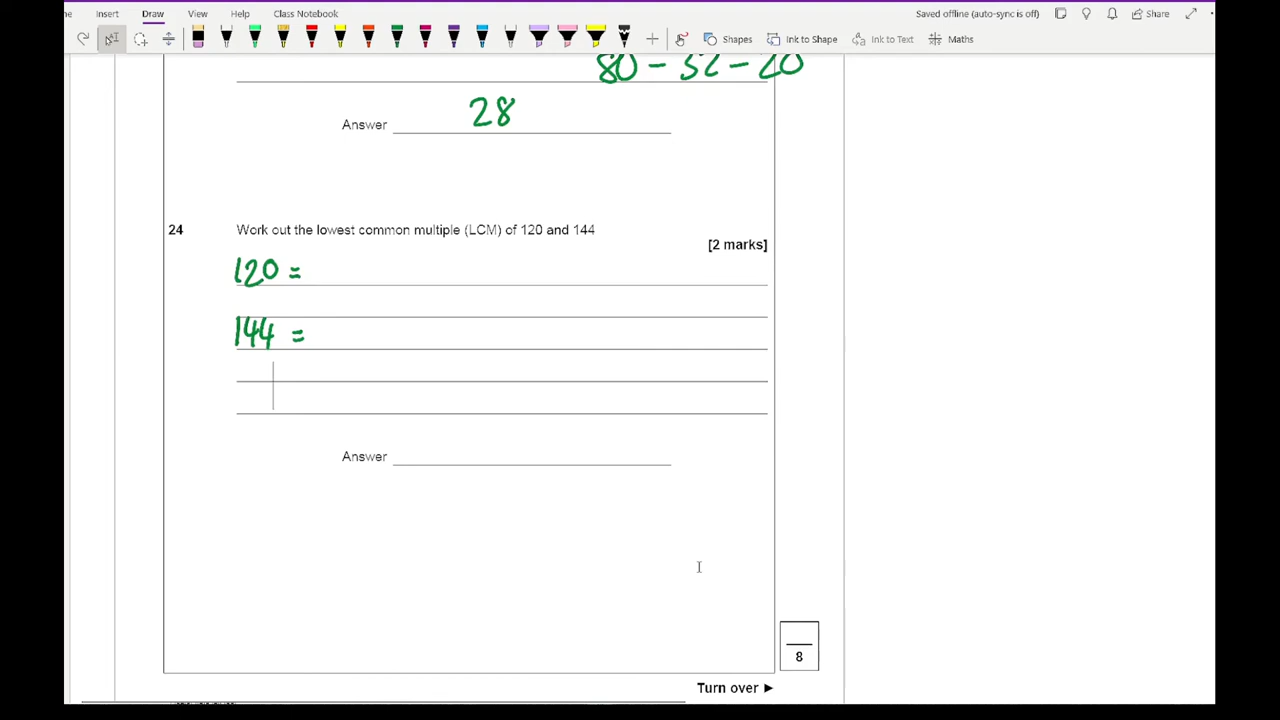 me Insert Draw View Help Class Notebook Saved offline (auto-sync is off) Share
Shapes Ink to Shape Ink to Text Maths
80 - 32 - 20
Answer 28
24 Work out the lowest common multiple (LCM) of 120 and 144
[2 marks]
120 =
144 =
Answer
8
Turn over ►